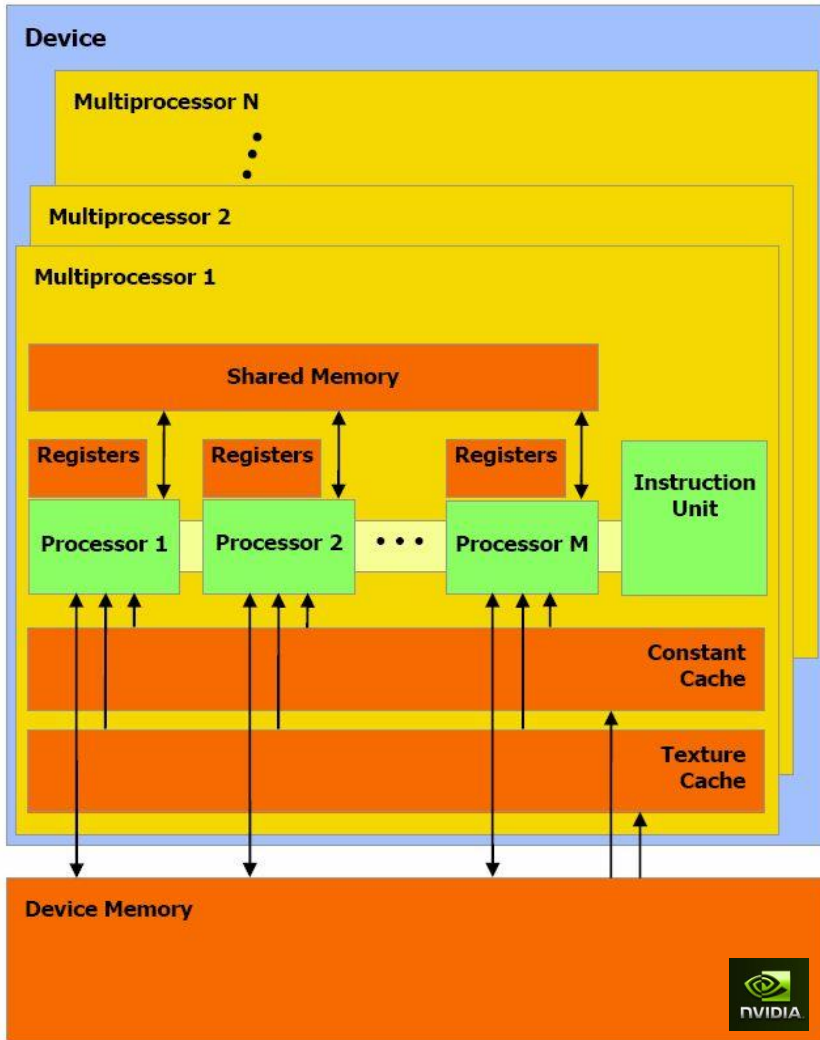 Device
Multiprocessor N
Multiprocessor 2
Multiprocessor 1
Shared Memory
Registers
Registers
Registers
Instruction
Unit
Processor 1
Processor 2
Processor M
Constant
Cache
Texture
Cache
Device Memory
NVIDIA.